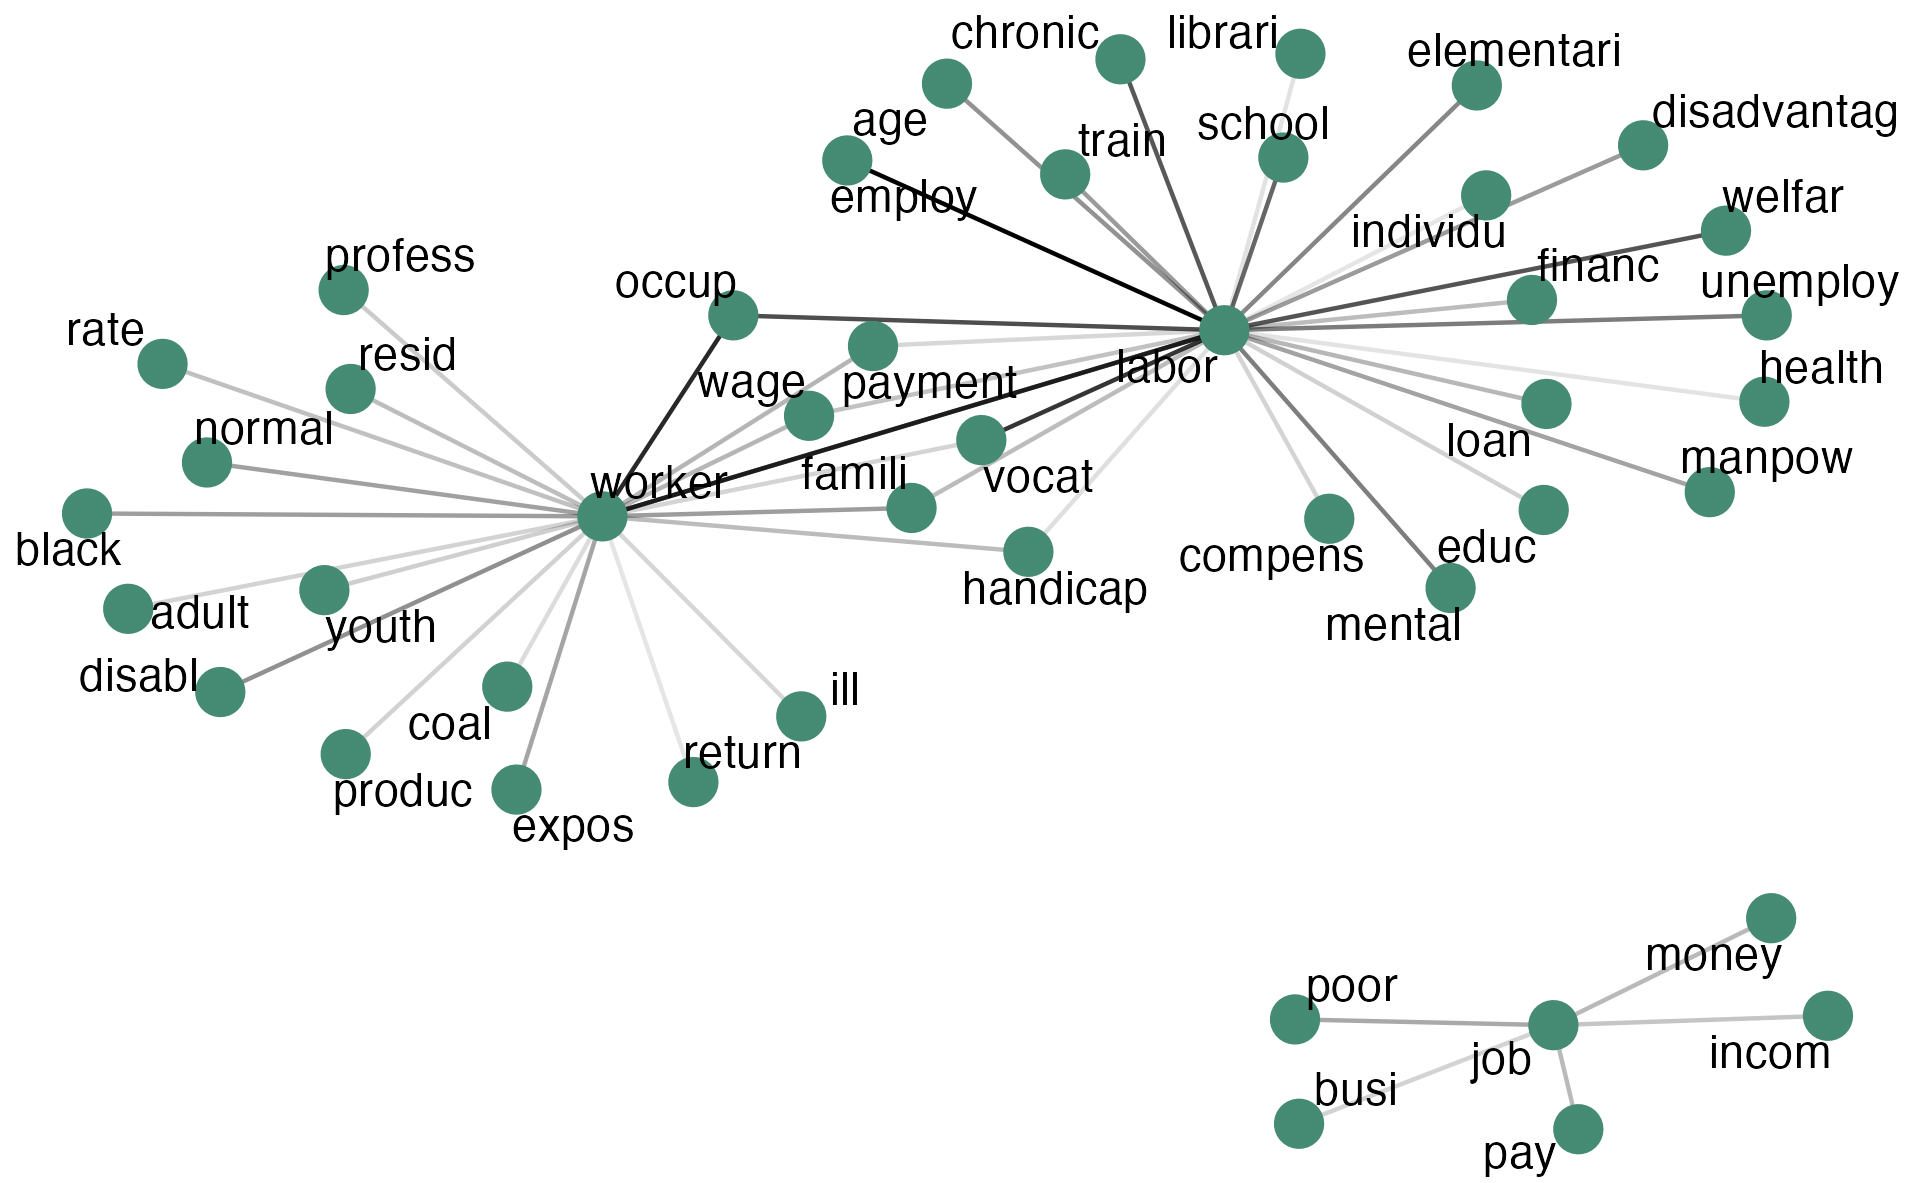 chronic
librari
elementari
disadvantag
age
train
school
employ
welfar
individu
profess
occup
financ
unemploy
rate
resid
wage
payment
labor
health
normal
worker
famili
vocat
loan
manpow
black
handicap
compens
educ
adult
youth
mental
disabl
coal
ill
return
produc
expos
money
poor
job
incom
busi
pay